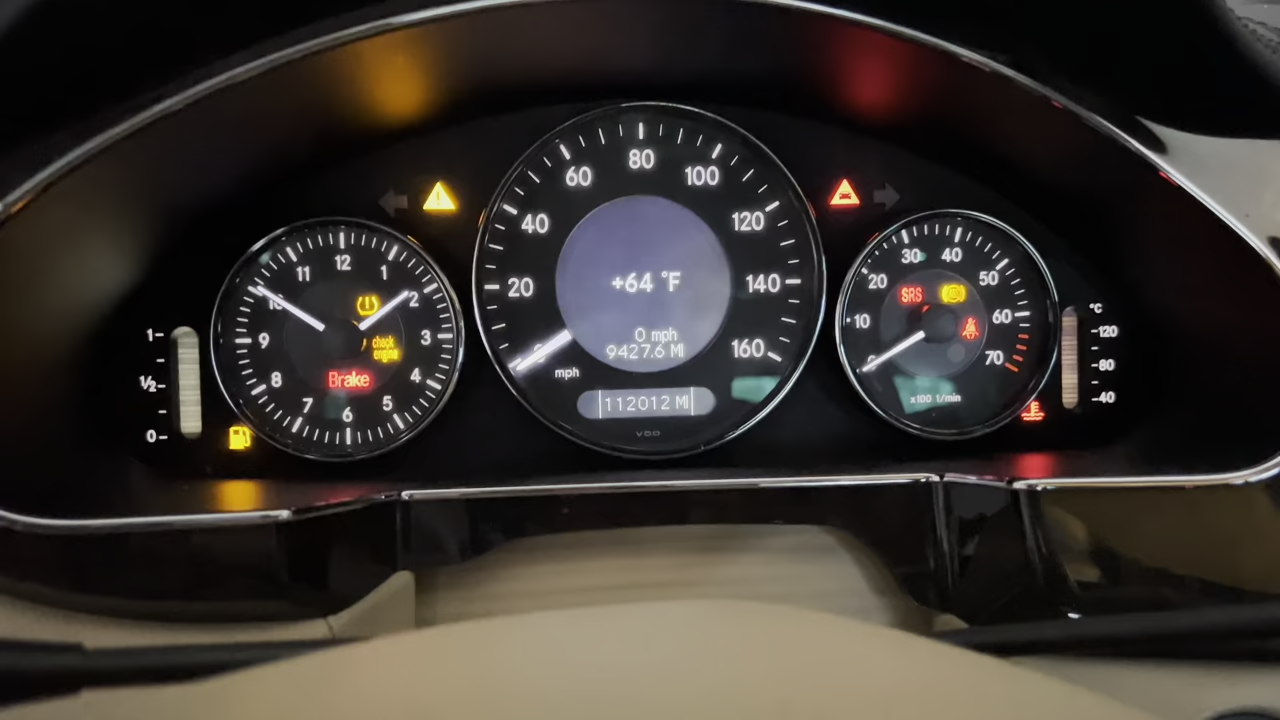 1
½
0
12
1
2
3
4
5
6
7
8
9
10
11
check
engine
Brake
0
20
40
60
80
100
120
140
160
mph
+64 °F
0 mph
9427.6 MI
112012 MI
VDO
10
20
30
40
50
60
70
SRS
x100 1/min
°C
120
80
40